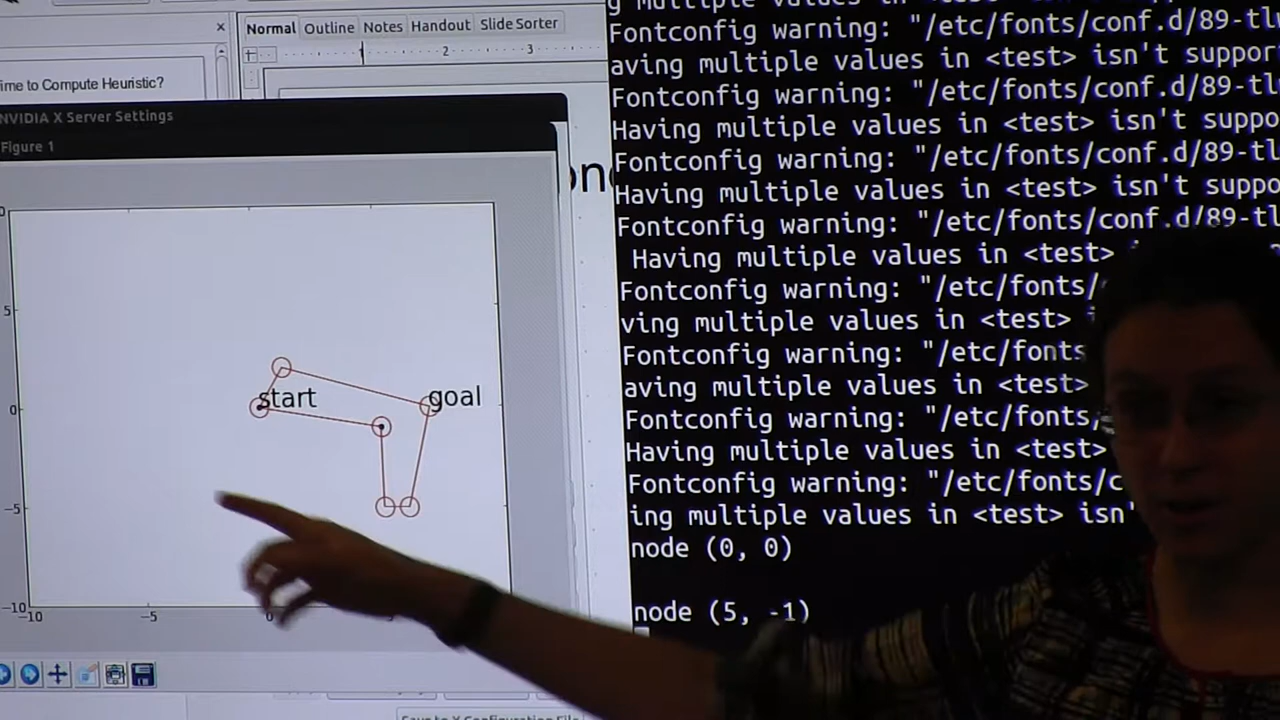 Normal Outline Notes Handout Slide Sorter
1 2 3
ime to Compute Heuristic?
NVIDIA X Server Settings
Figure 1
0
5
0
−5
−10
−10 −5 0
start
goal
Fontconfig warning: "/etc/fonts/conf.d/89-tl
aving multiple values in <test> isn't suppor
Fontconfig warning: "/etc/fonts/conf.d/89-tl
Having multiple values in <test> isn't suppo
Fontconfig warning: "/etc/fonts/conf.d/89-tl
Having multiple values in <test> isn't suppo
Fontconfig warning: "/etc/fonts/conf.d/89-tl
Having multiple values in <test>
Fontconfig warning: "/etc/fonts/
ving multiple values in <test>
Fontconfig warning: "/etc/fonts
aving multiple values in <test>
Fontconfig warning: "/etc/fonts,
Having multiple values in <test>
Fontconfig warning: "/etc/fonts/c
ing multiple values in <test> isn'
node (0, 0)
node (5, -1)